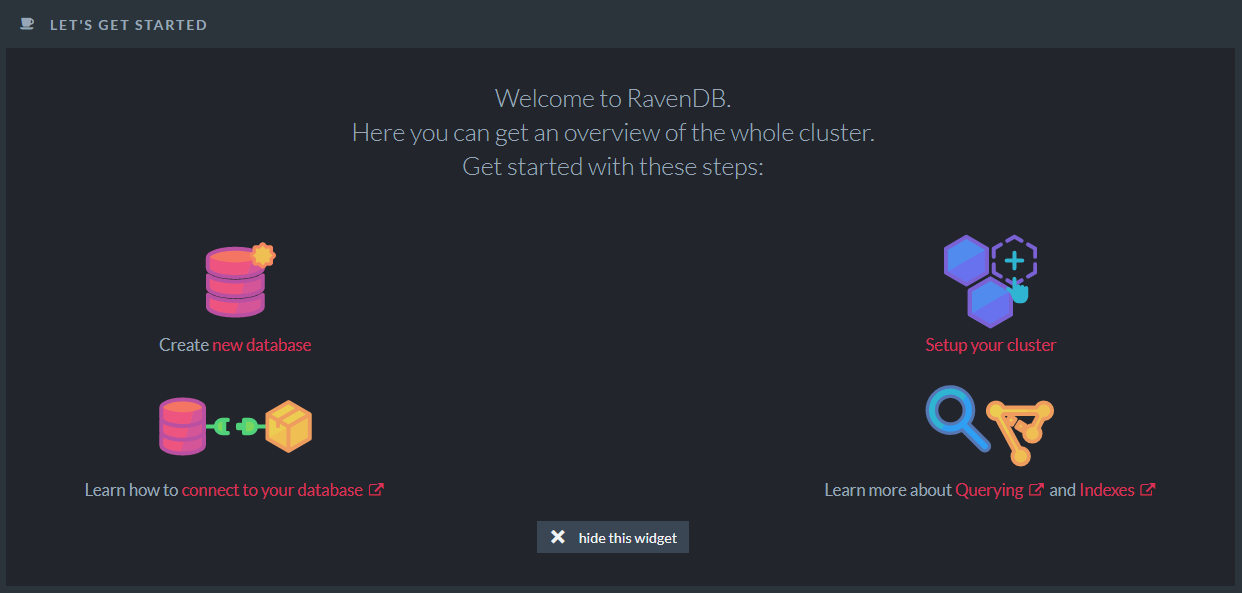 LET'S GET STARTED
Welcome to RavenDB.
Here you can get an overview of the whole cluster.
Get started with these steps:
Create new database
Setup your cluster
Learn how to connect to your database
Learn more about Querying and Indexes
hide this widget